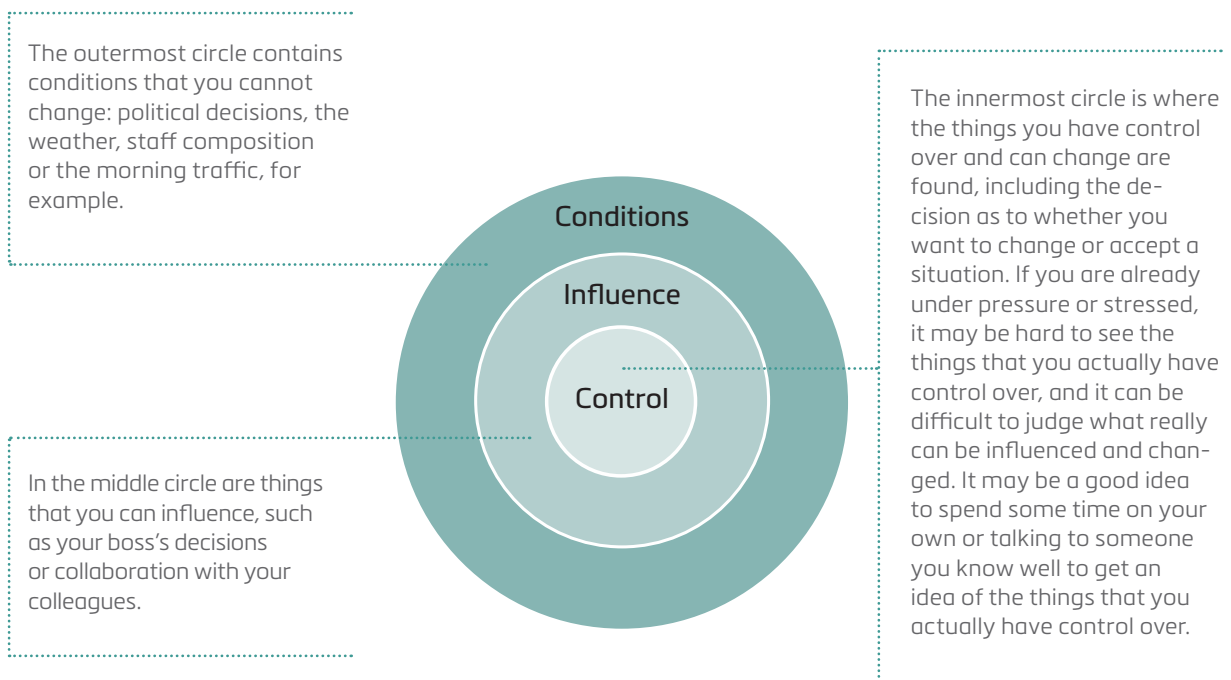 The outermost circle contains
conditions that you cannot
change: political decisions, the
weather, staff composition
or the morning traffic, for
example.
Conditions
Influence
Control
In the middle circle are things
that you can influence, such
as your boss’s decisions
or collaboration with your
colleagues.
The innermost circle is where
the things you have control
over and can change are
found, including the de-
cision as to whether you
want to change or accept a
situation. If you are already
under pressure or stressed,
it may be hard to see the
things that you actually have
control over, and it can be
difficult to judge what really
can be influenced and chan-
ged. It may be a good idea
to spend some time on your
own or talking to someone
you know well to get an
idea of the things that you
actually have control over.